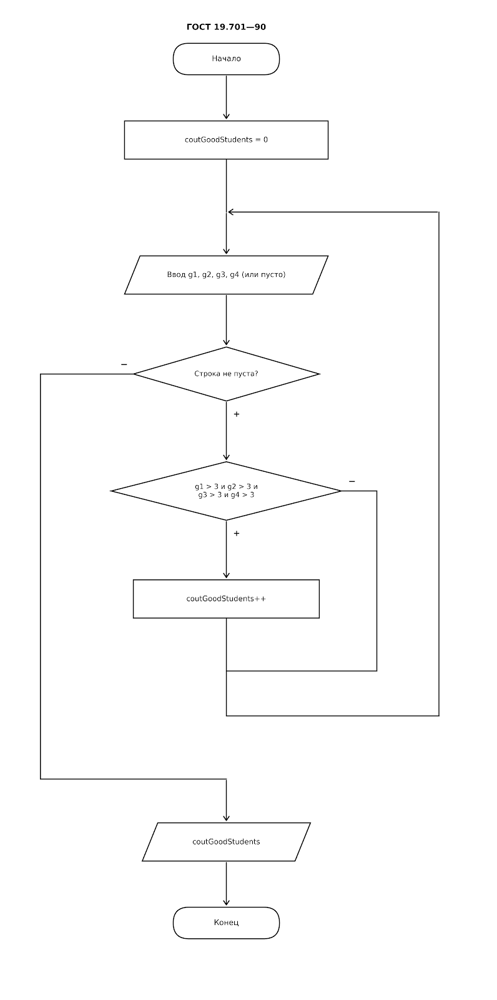 ГОСТ 19.701—90
Начало
coutGoodStudents = 0
Ввод g1, g2, g3, g4 (или пусто)
−
Строка не пуста?
+
−
g1 > 3 и g2 > 3 и
g3 > 3 и g4 > 3
+
coutGoodStudents++
coutGoodStudents
Конец